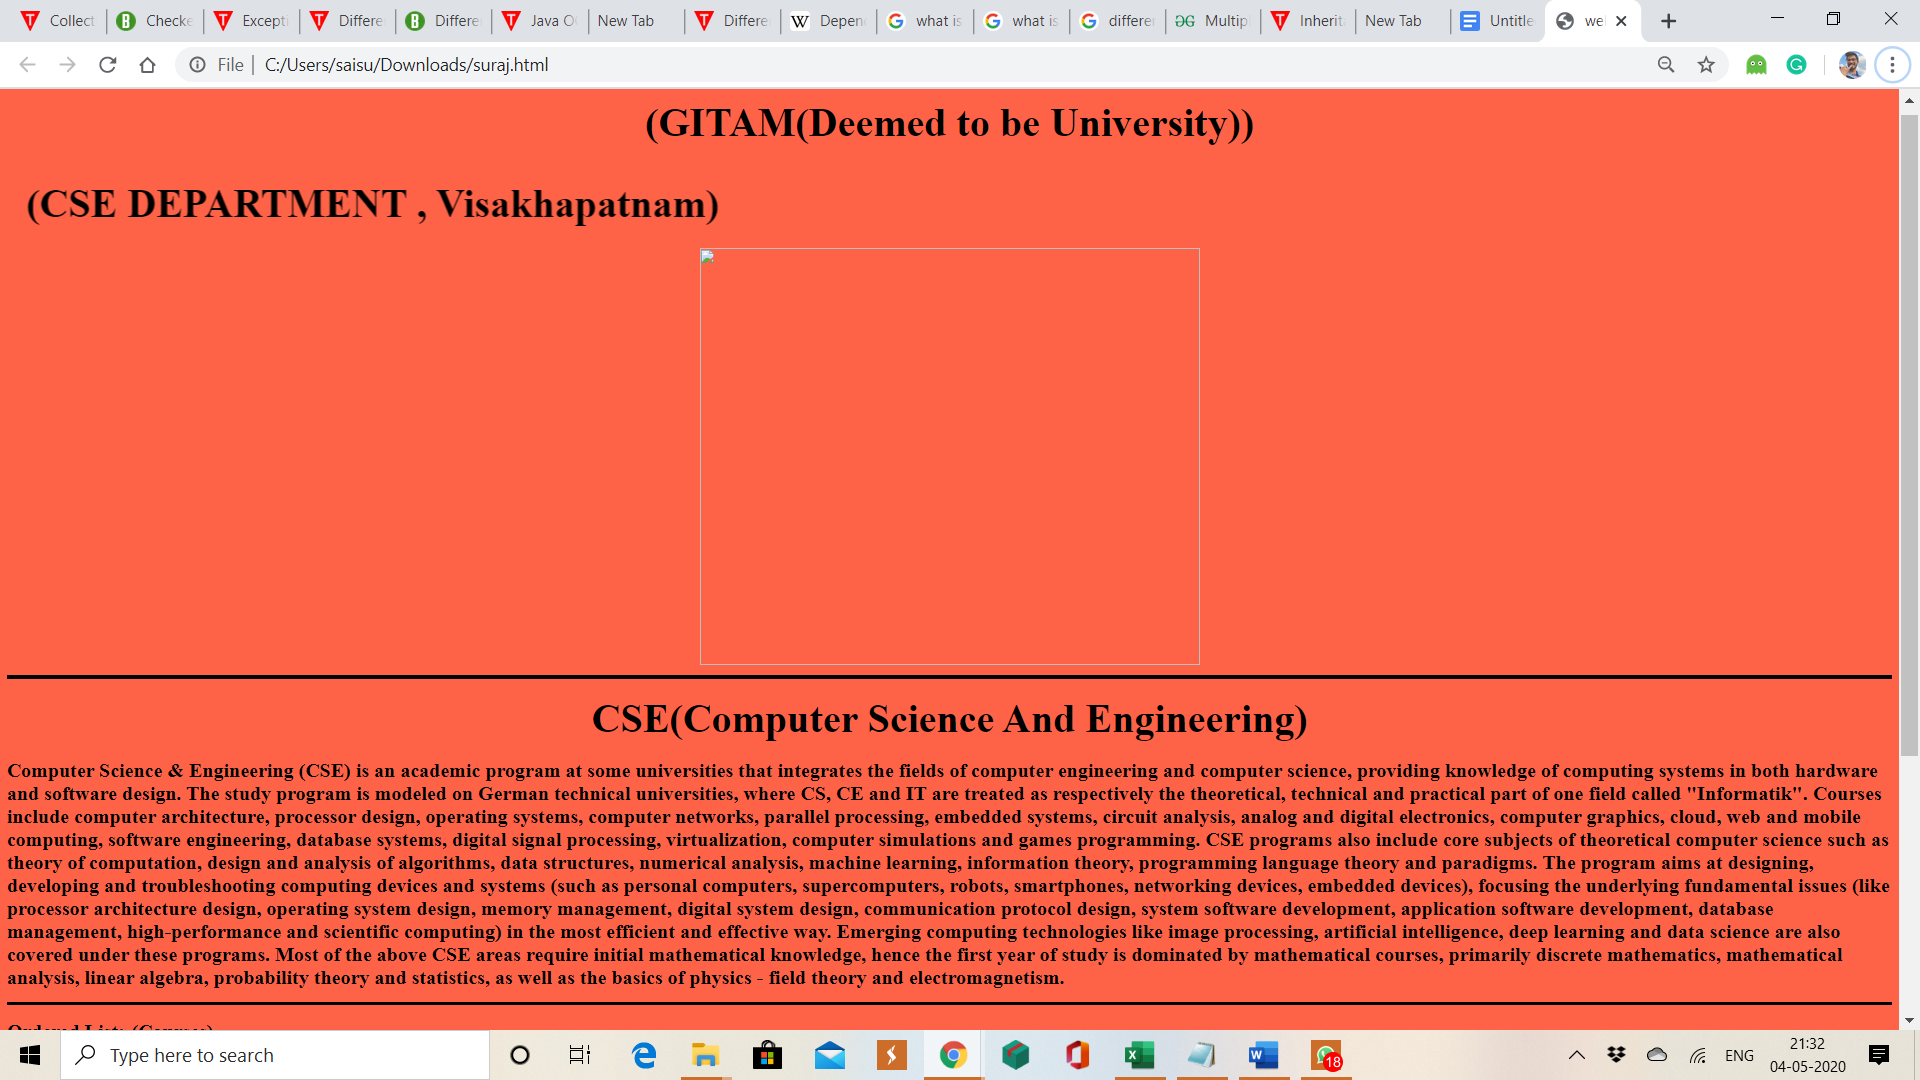 Collect
Checke
Excepti
Differe
Differe
Java O
New Tab
Differe
Depen
what is
what is
differen
Multip
Inherit
New Tab
Untitle
we
File
C:/Users/saisu/Downloads/suraj.html
(GITAM(Deemed to be University))
(CSE DEPARTMENT , Visakhapatnam)
CSE(Computer Science And Engineering)
Computer Science & Engineering (CSE) is an academic program at some universities that integrates the fields of computer engineering and computer science, providing knowledge of computing systems in both hardware
and software design. The study program is modeled on German technical universities, where CS, CE and IT are treated as respectively the theoretical, technical and practical part of one field called "Informatik". Courses
include computer architecture, processor design, operating systems, computer networks, parallel processing, embedded systems, circuit analysis, analog and digital electronics, computer graphics, cloud, web and mobile
computing, software engineering, database systems, digital signal processing, virtualization, computer simulations and games programming. CSE programs also include core subjects of theoretical computer science such as
theory of computation, design and analysis of algorithms, data structures, numerical analysis, machine learning, information theory, programming language theory and paradigms. The program aims at designing,
developing and troubleshooting computing devices and systems (such as personal computers, supercomputers, robots, smartphones, networking devices, embedded devices), focusing the underlying fundamental issues (like
processor architecture design, operating system design, memory management, digital system design, communication protocol design, system software development, application software development, database
management, high-performance and scientific computing) in the most efficient and effective way. Emerging computing technologies like image processing, artificial intelligence, deep learning and data science are also
covered under these programs. Most of the above CSE areas require initial mathematical knowledge, hence the first year of study is dominated by mathematical courses, primarily discrete mathematics, mathematical
analysis, linear algebra, probability theory and statistics, as well as the basics of physics - field theory and electromagnetism.
Type here to search
18
ENG
21:32
04-05-2020